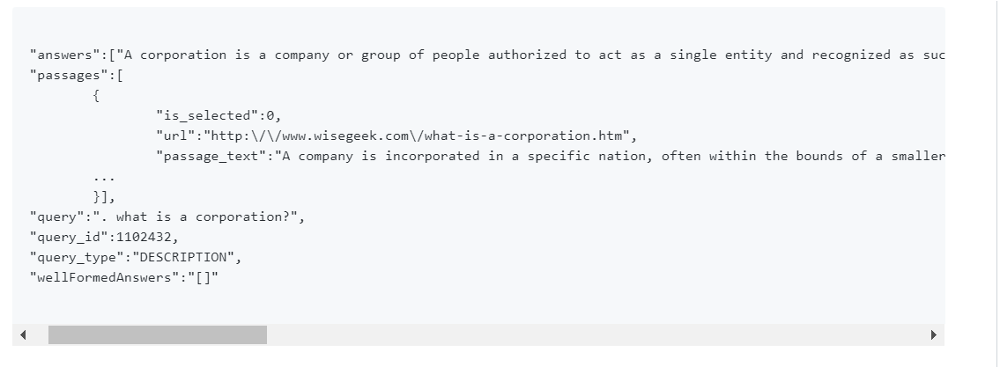 "answers":["A corporation is a company or group of people authorized to act as a single entity and recognized as suc
"passages":[
{
"is_selected":0,
"url":"http:\/\/www.wisegeek.com\/what-is-a-corporation.htm",
"passage_text":"A company is incorporated in a specific nation, often within the bounds of a smaller
...
}],
"query":". what is a corporation?",
"query_id":1102432,
"query_type":"DESCRIPTION",
"wellFormedAnswers":"[]"